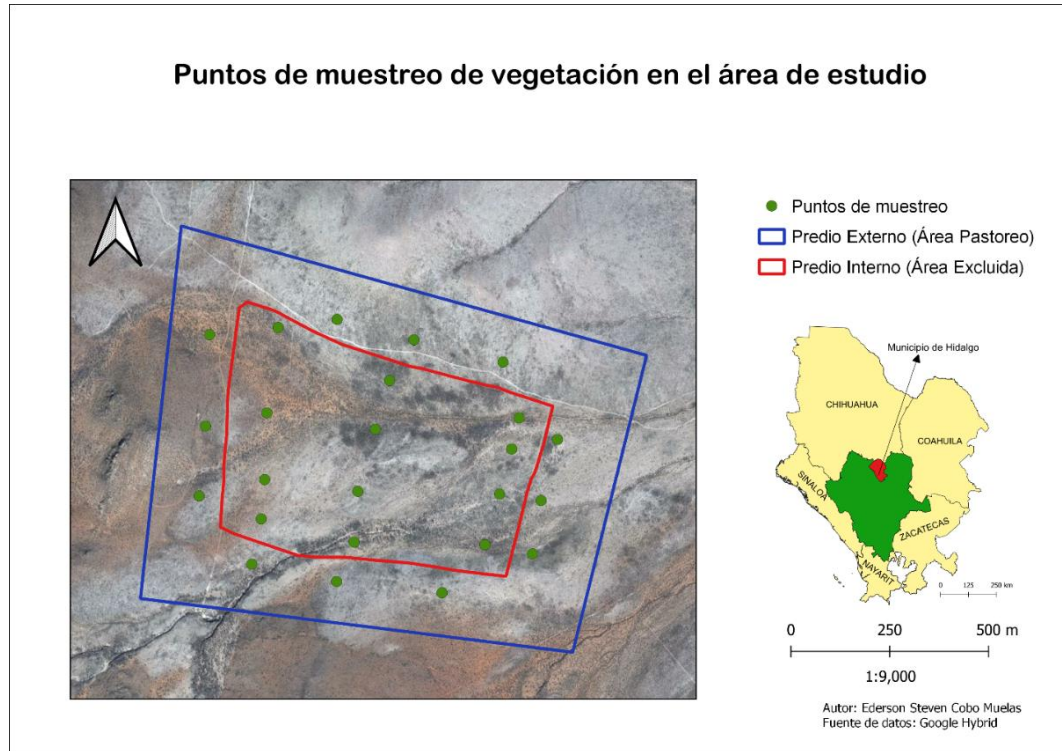 Puntos de muestreo de vegetación en el área de estudio
Puntos de muestreo
Predio Externo (Área Pastoreo)
Predio Interno (Área Excluida)
Municipio de Hidalgo
CHIHUAHUA
COAHUILA
SINALOA
ZACATECAS
NAYARIT
0 125 250 km
0 250 500 m
1:9,000
Autor: Ederson Steven Cobo Muelas
Fuente de datos: Google Hybrid